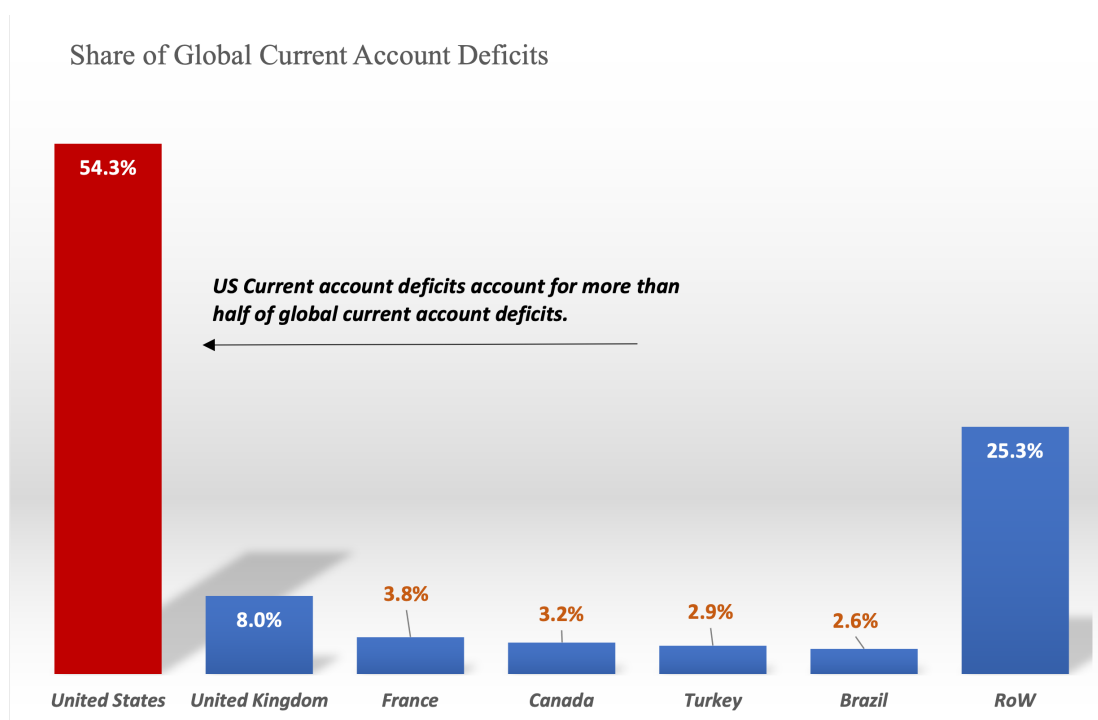 Share of Global Current Account Deficits
54.3%
US Current account deficits account for more than
half of global current account deficits.
25.3%
8.0%
3.8%
3.2%
2.9%
2.6%
United States
United Kingdom
France
Canada
Turkey
Brazil
RoW